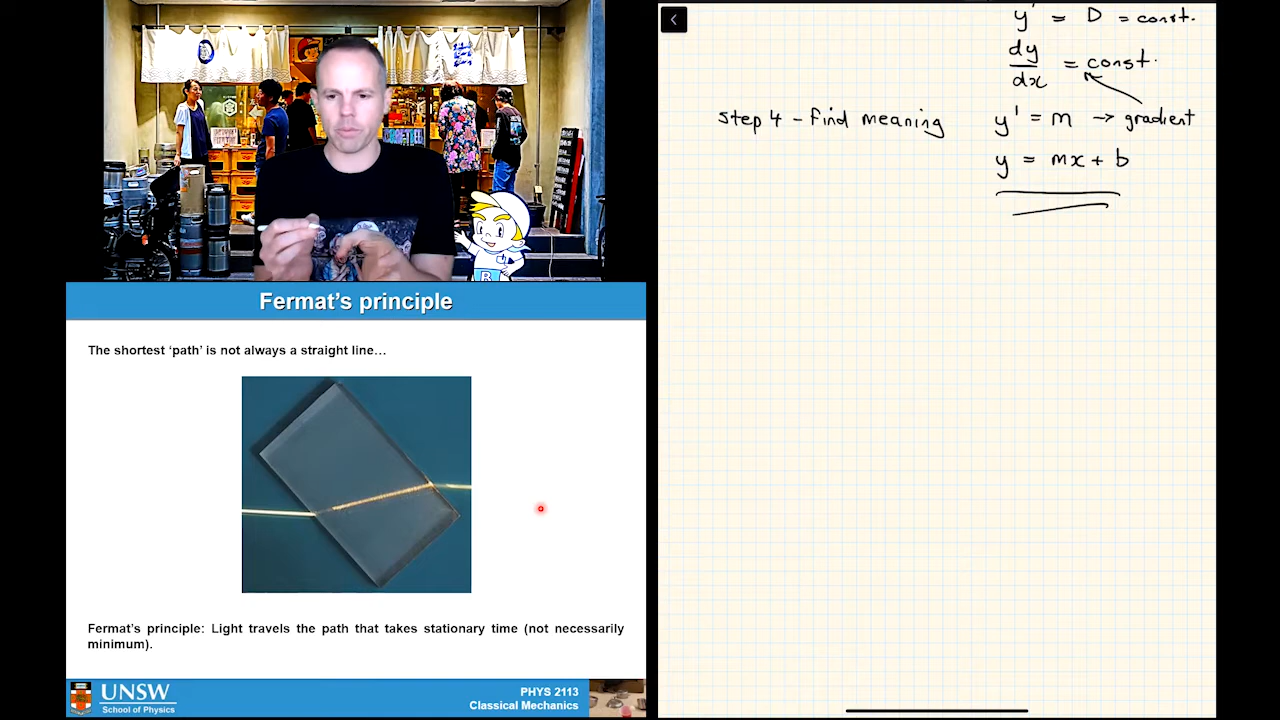 Fermat's principle
The shortest 'path' is not always a straight line…
Fermat's principle: Light travels the path that takes stationary time (not necessarily
minimum).
UNSW
School of Physics
PHYS 2113
Classical Mechanics
y' = D = const.
dy
dx
= const.
step 4 - find meaning
y' = m → gradient
y = mx + b